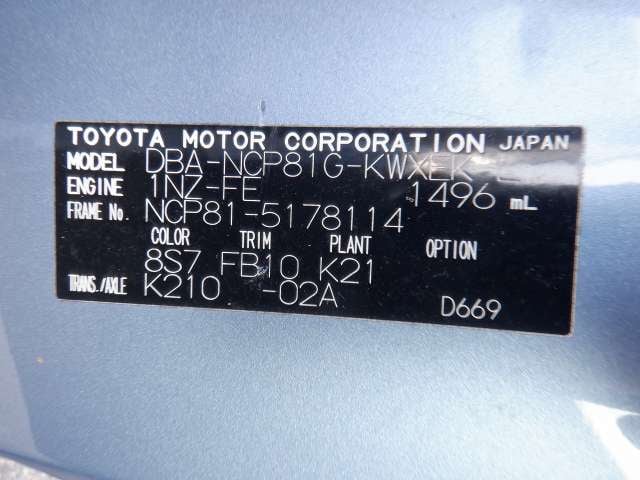 TOYOTA MOTOR CORPORATION JAPAN
MODEL DBA-NCP81G-KWXEK
ENGINE 1NZ-FE 1496 mL
FRAME No. NCP81-5178114
COLOR TRIM PLANT OPTION
8S7 FB10 K21
TRANS./AXLE K210 -02A D669